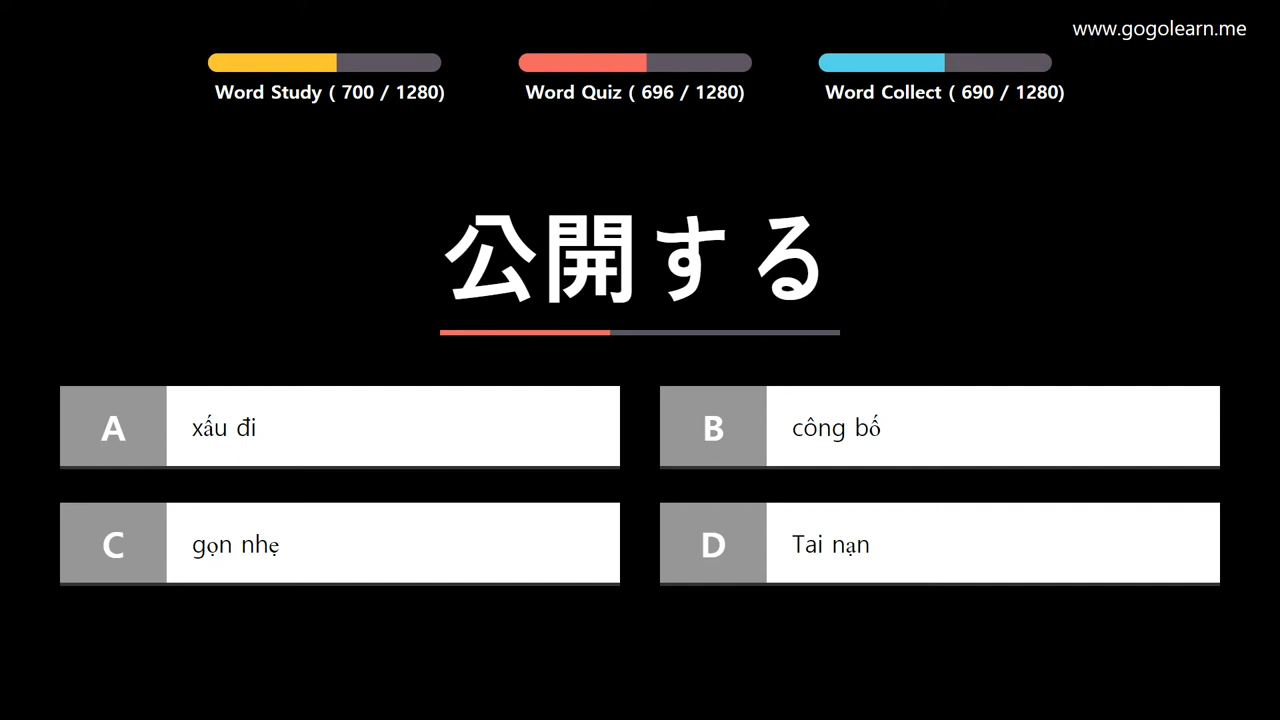 www.gogolearn.me
Word Study ( 700 / 1280)
Word Quiz ( 696 / 1280)
Word Collect ( 690 / 1280)
公開する
A xấu đi
B công bố
C gọn nhẹ
D Tai nạn